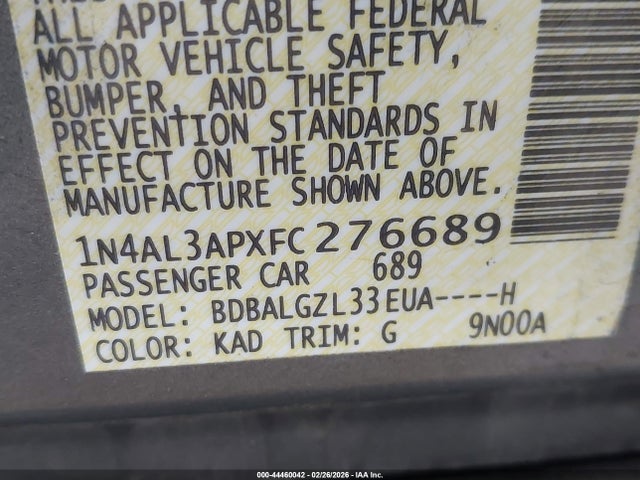 ALL APPLICABLE FEDERAL
MOTOR VEHICLE SAFETY,
BUMPER, AND THEFT
PREVENTION STANDARDS IN
EFFECT ON THE DATE OF
MANUFACTURE SHOWN ABOVE.
1N4AL3APXFC276689
PASSENGER CAR 689
MODEL: BDBALGZL33EUA----H
COLOR: KAD TRIM: G 9N00A
000-44460042 - 02/26/2026 - IAA Inc.